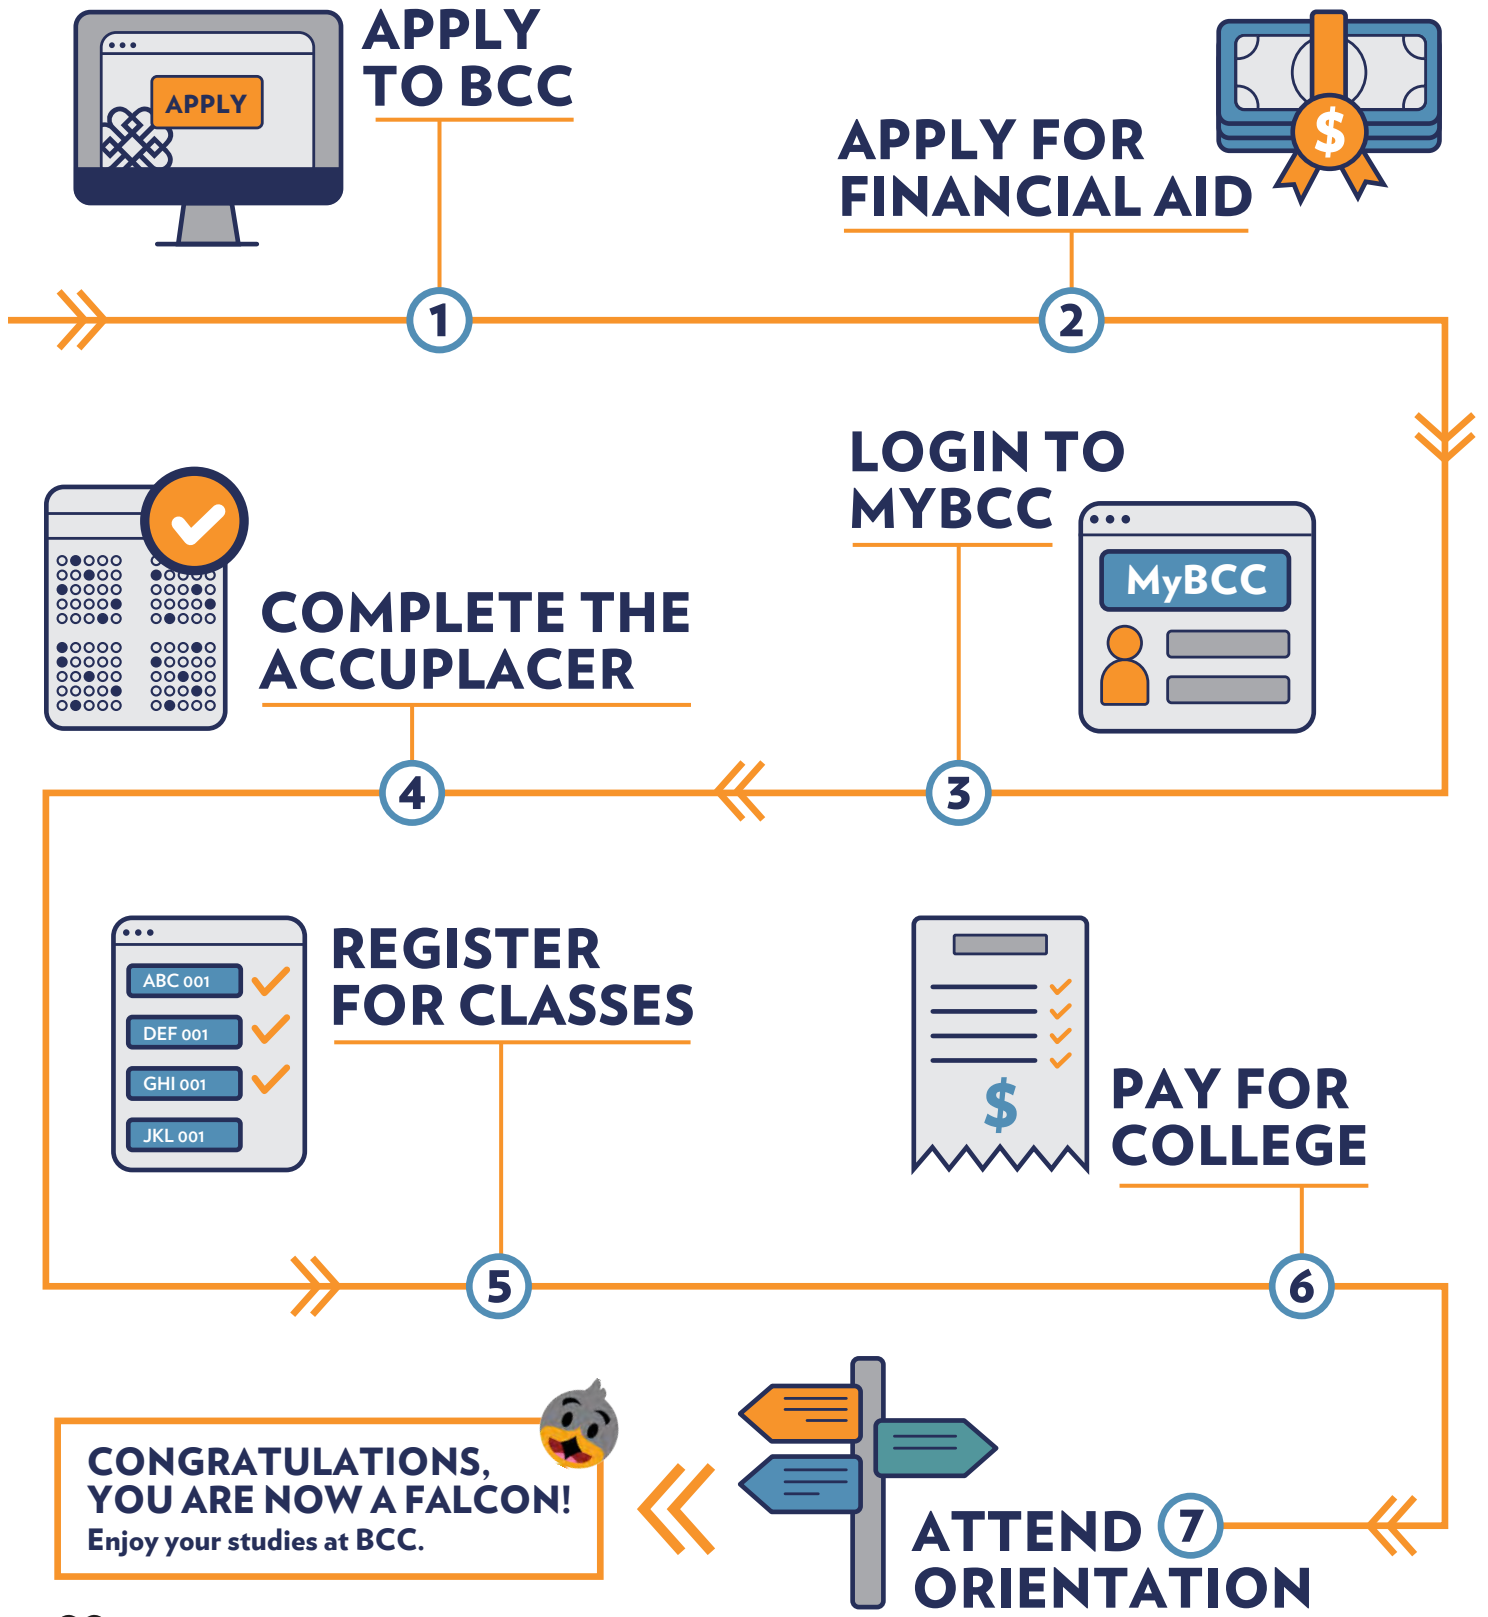 APPLY
APPLY
TO BCC
1
APPLY FOR
FINANCIAL AID
$
2
LOGIN TO
MYBCC
MyBCC
3
COMPLETE THE
ACCUPLACER
4
ABC 001
DEF 001
GHI 001
JKL 001
REGISTER
FOR CLASSES
5
$
PAY FOR
COLLEGE
6
ATTEND 7
ORIENTATION
CONGRATULATIONS,
YOU ARE NOW A FALCON!
Enjoy your studies at BCC.